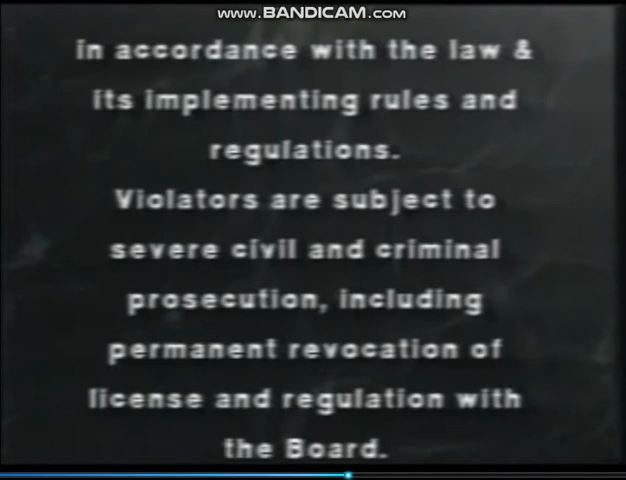 www.BANDICAM.com
in accordance with the law &
its implementing rules and
regulations.
Violators are subject to
severe civil and criminal
prosecution, including
permanent revocation of
license and regulation with
the Board.